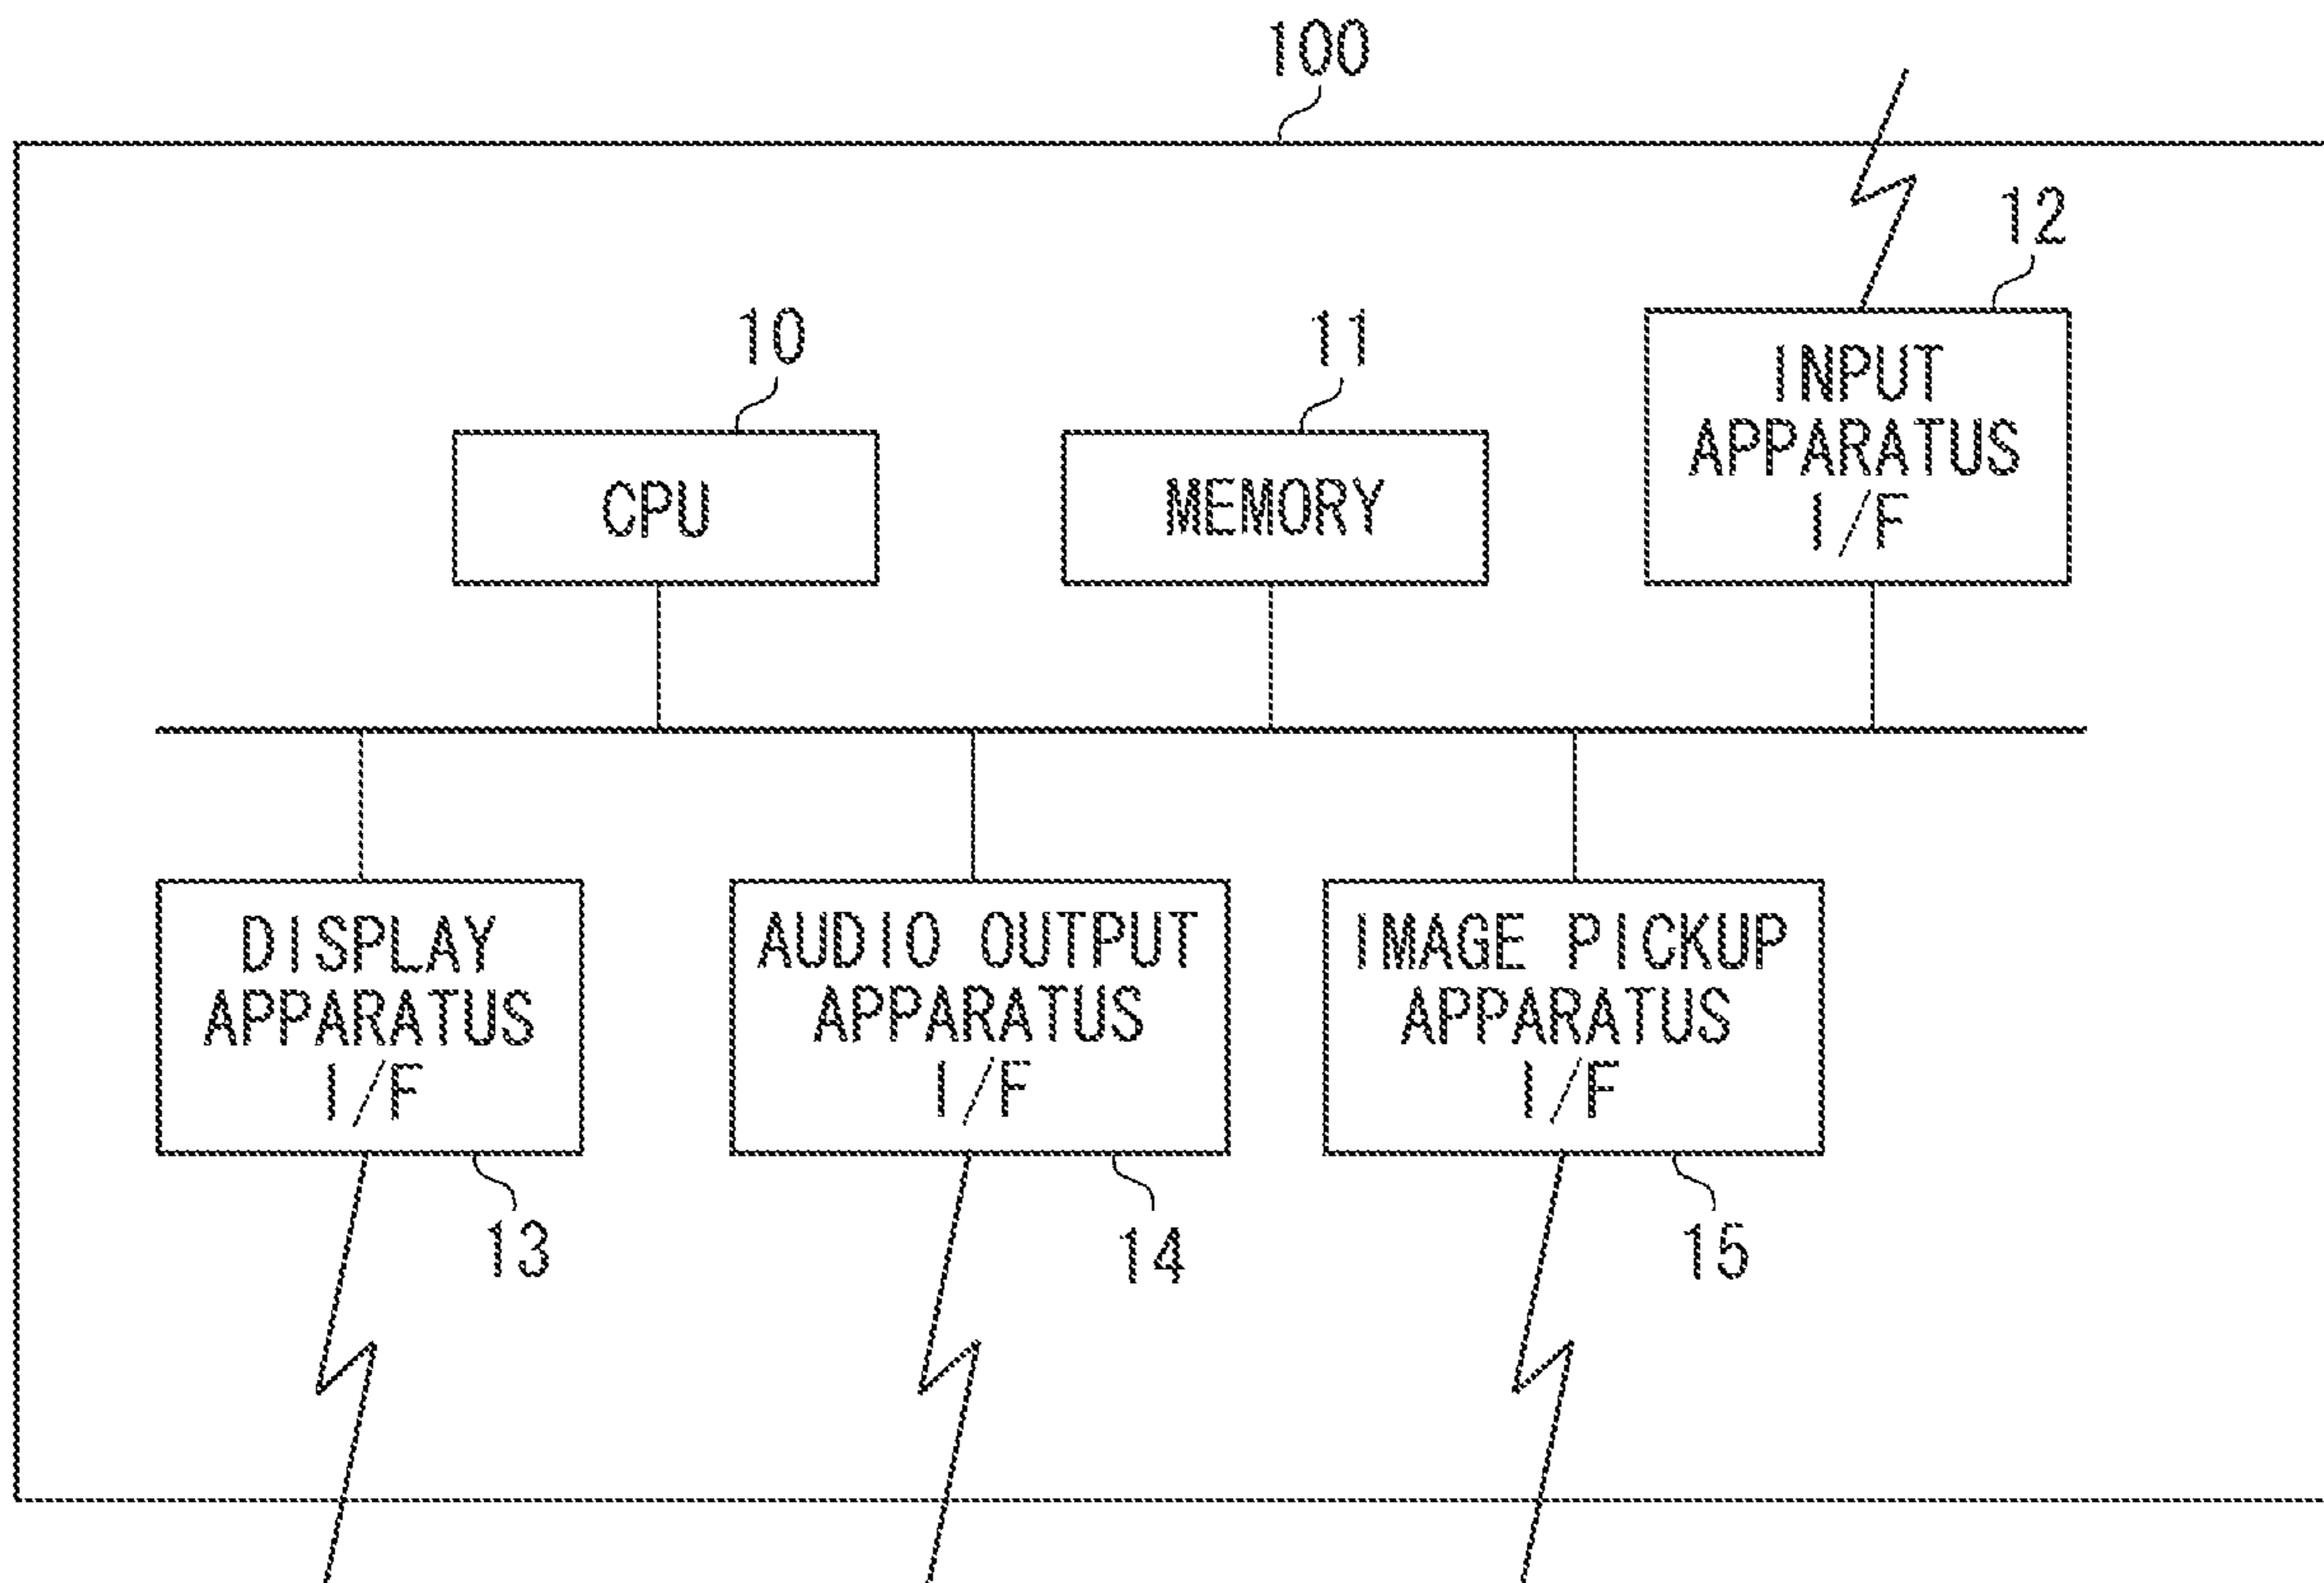 100
12
10
11
INPUT
APPARATUS
I/F
CPU
MEMORY
DISPLAY
APPARATUS
I/F
AUDIO OUTPUT
APPARATUS
I/F
IMAGE PICKUP
APPARATUS
I/F
13
14
15